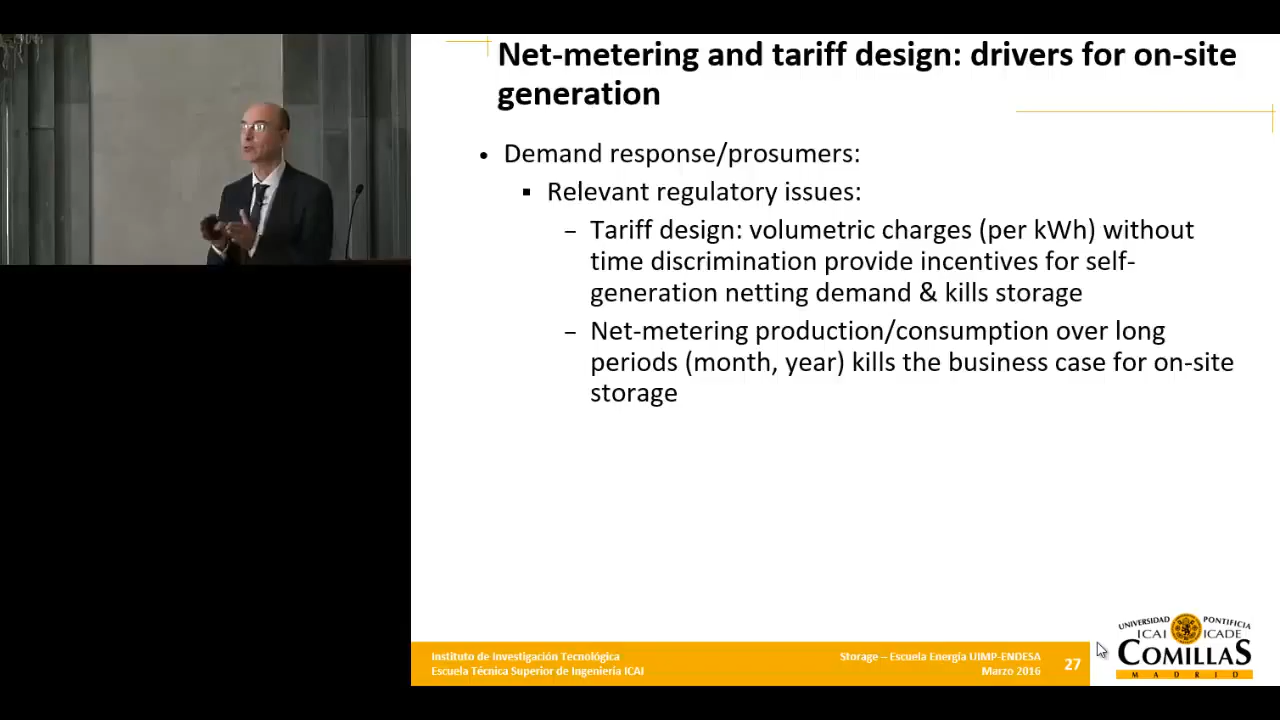 Net-metering and tariff design: drivers for on-site
generation
• Demand response/prosumers:
▪ Relevant regulatory issues:
– Tariff design: volumetric charges (per kWh) without
time discrimination provide incentives for self-
generation netting demand & kills storage
– Net-metering production/consumption over long
periods (month, year) kills the business case for on-site
storage
Instituto de Investigación Tecnológica
Escuela Técnica Superior de Ingeniería ICAI
Storage – Escuela Energía UIMP-ENDESA
Marzo 2016
27
UNIVERSIDAD PONTIFICIA
ICAI ICADE
COMILLAS
MADRID